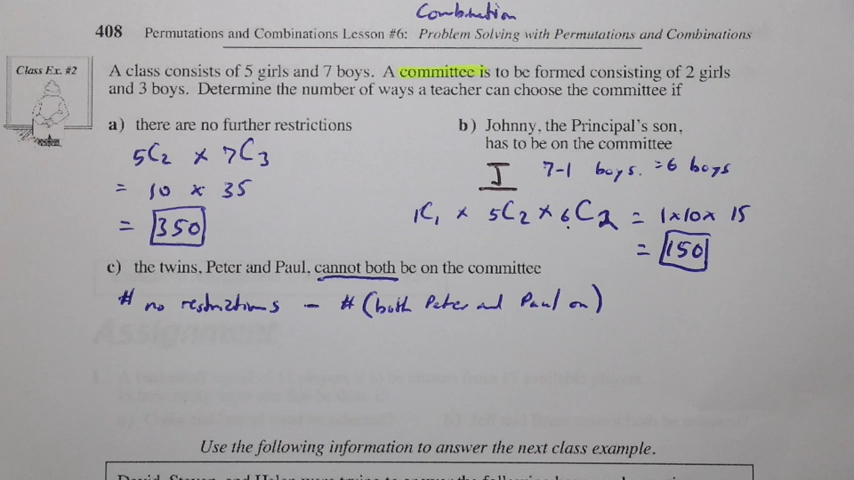 Combination
408 Permutations and Combinations Lesson #6: Problem Solving with Permutations and Combinations
Class Ex. #2
A class consists of 5 girls and 7 boys. A committee is to be formed consisting of 2 girls
and 3 boys. Determine the number of ways a teacher can choose the committee if
a) there are no further restrictions
5C2 x 7C3
= 10 x 35
= 350
b) Johnny, the Principal's son,
has to be on the committee
J 7-1 boys. = 6 boys
1C1 x 5C2 x 6C2 = 1x10x 15
= 150
c) the twins, Peter and Paul, cannot both be on the committee
# no restrictions - # (both Peter and Paul on)
Assignment
Use the following information to answer the next class example.